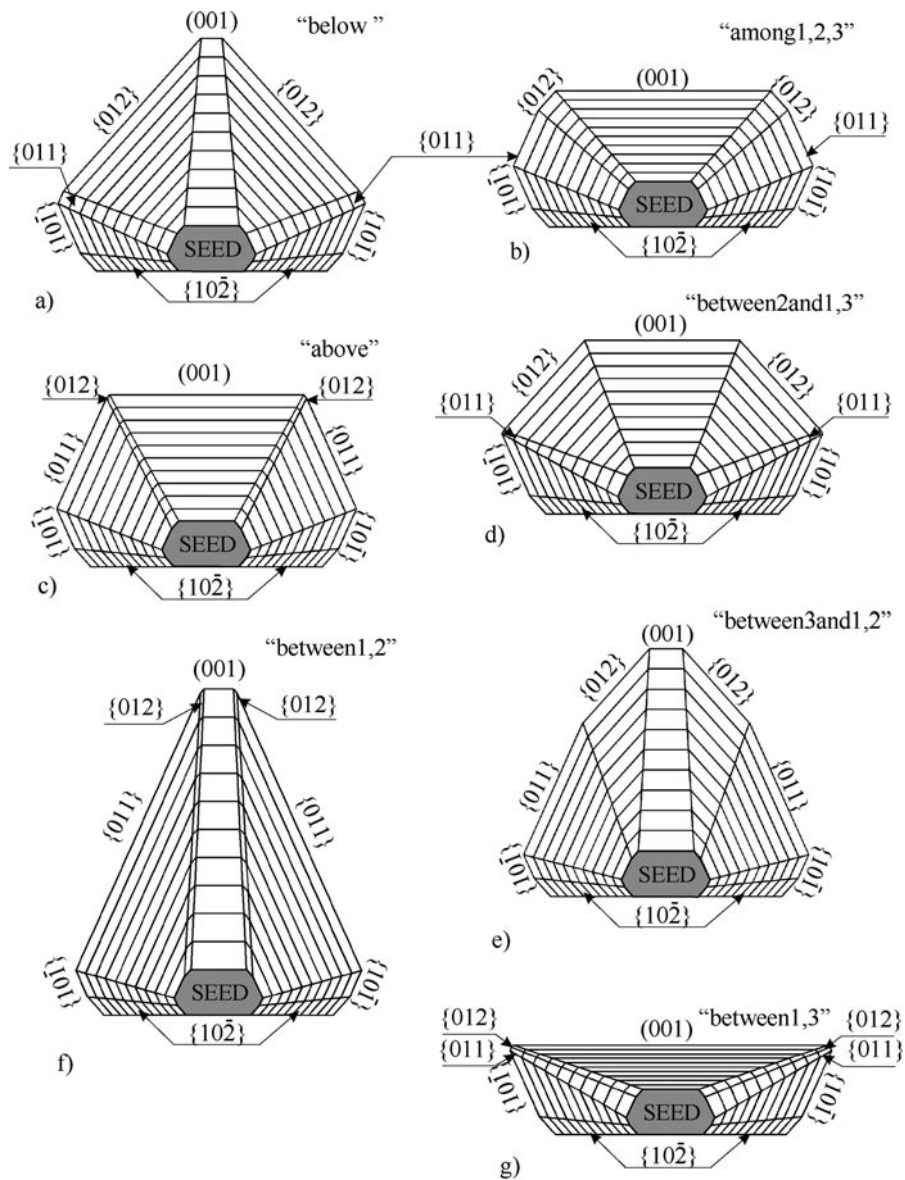 (001)
“below ”
{012}
{012}
{011}
{011}
{101̄}
{101̄}
SEED
{102̄}
a)
“among1,2,3”
(001)
{012}
{012}
{011}
{101̄}
{101̄}
SEED
{102̄}
b)
“above”
(001)
{012}
{012}
{011}
{011}
{101̄}
{101̄}
SEED
{102̄}
c)
“between2and1,3”
(001)
{012}
{012}
{011}
{011}
{101̄}
{101̄}
SEED
{102̄}
d)
“between1,2”
(001)
{012}
{012}
{011}
{011}
{101̄}
{101̄}
SEED
{102̄}
f)
“between3and1,2”
(001)
{012}
{012}
{011}
{011}
{101̄}
{101̄}
SEED
{102̄}
e)
“between1,3”
(001)
{012}
{012}
{011}
{011}
{101̄}
{101̄}
SEED
{102̄}
g)